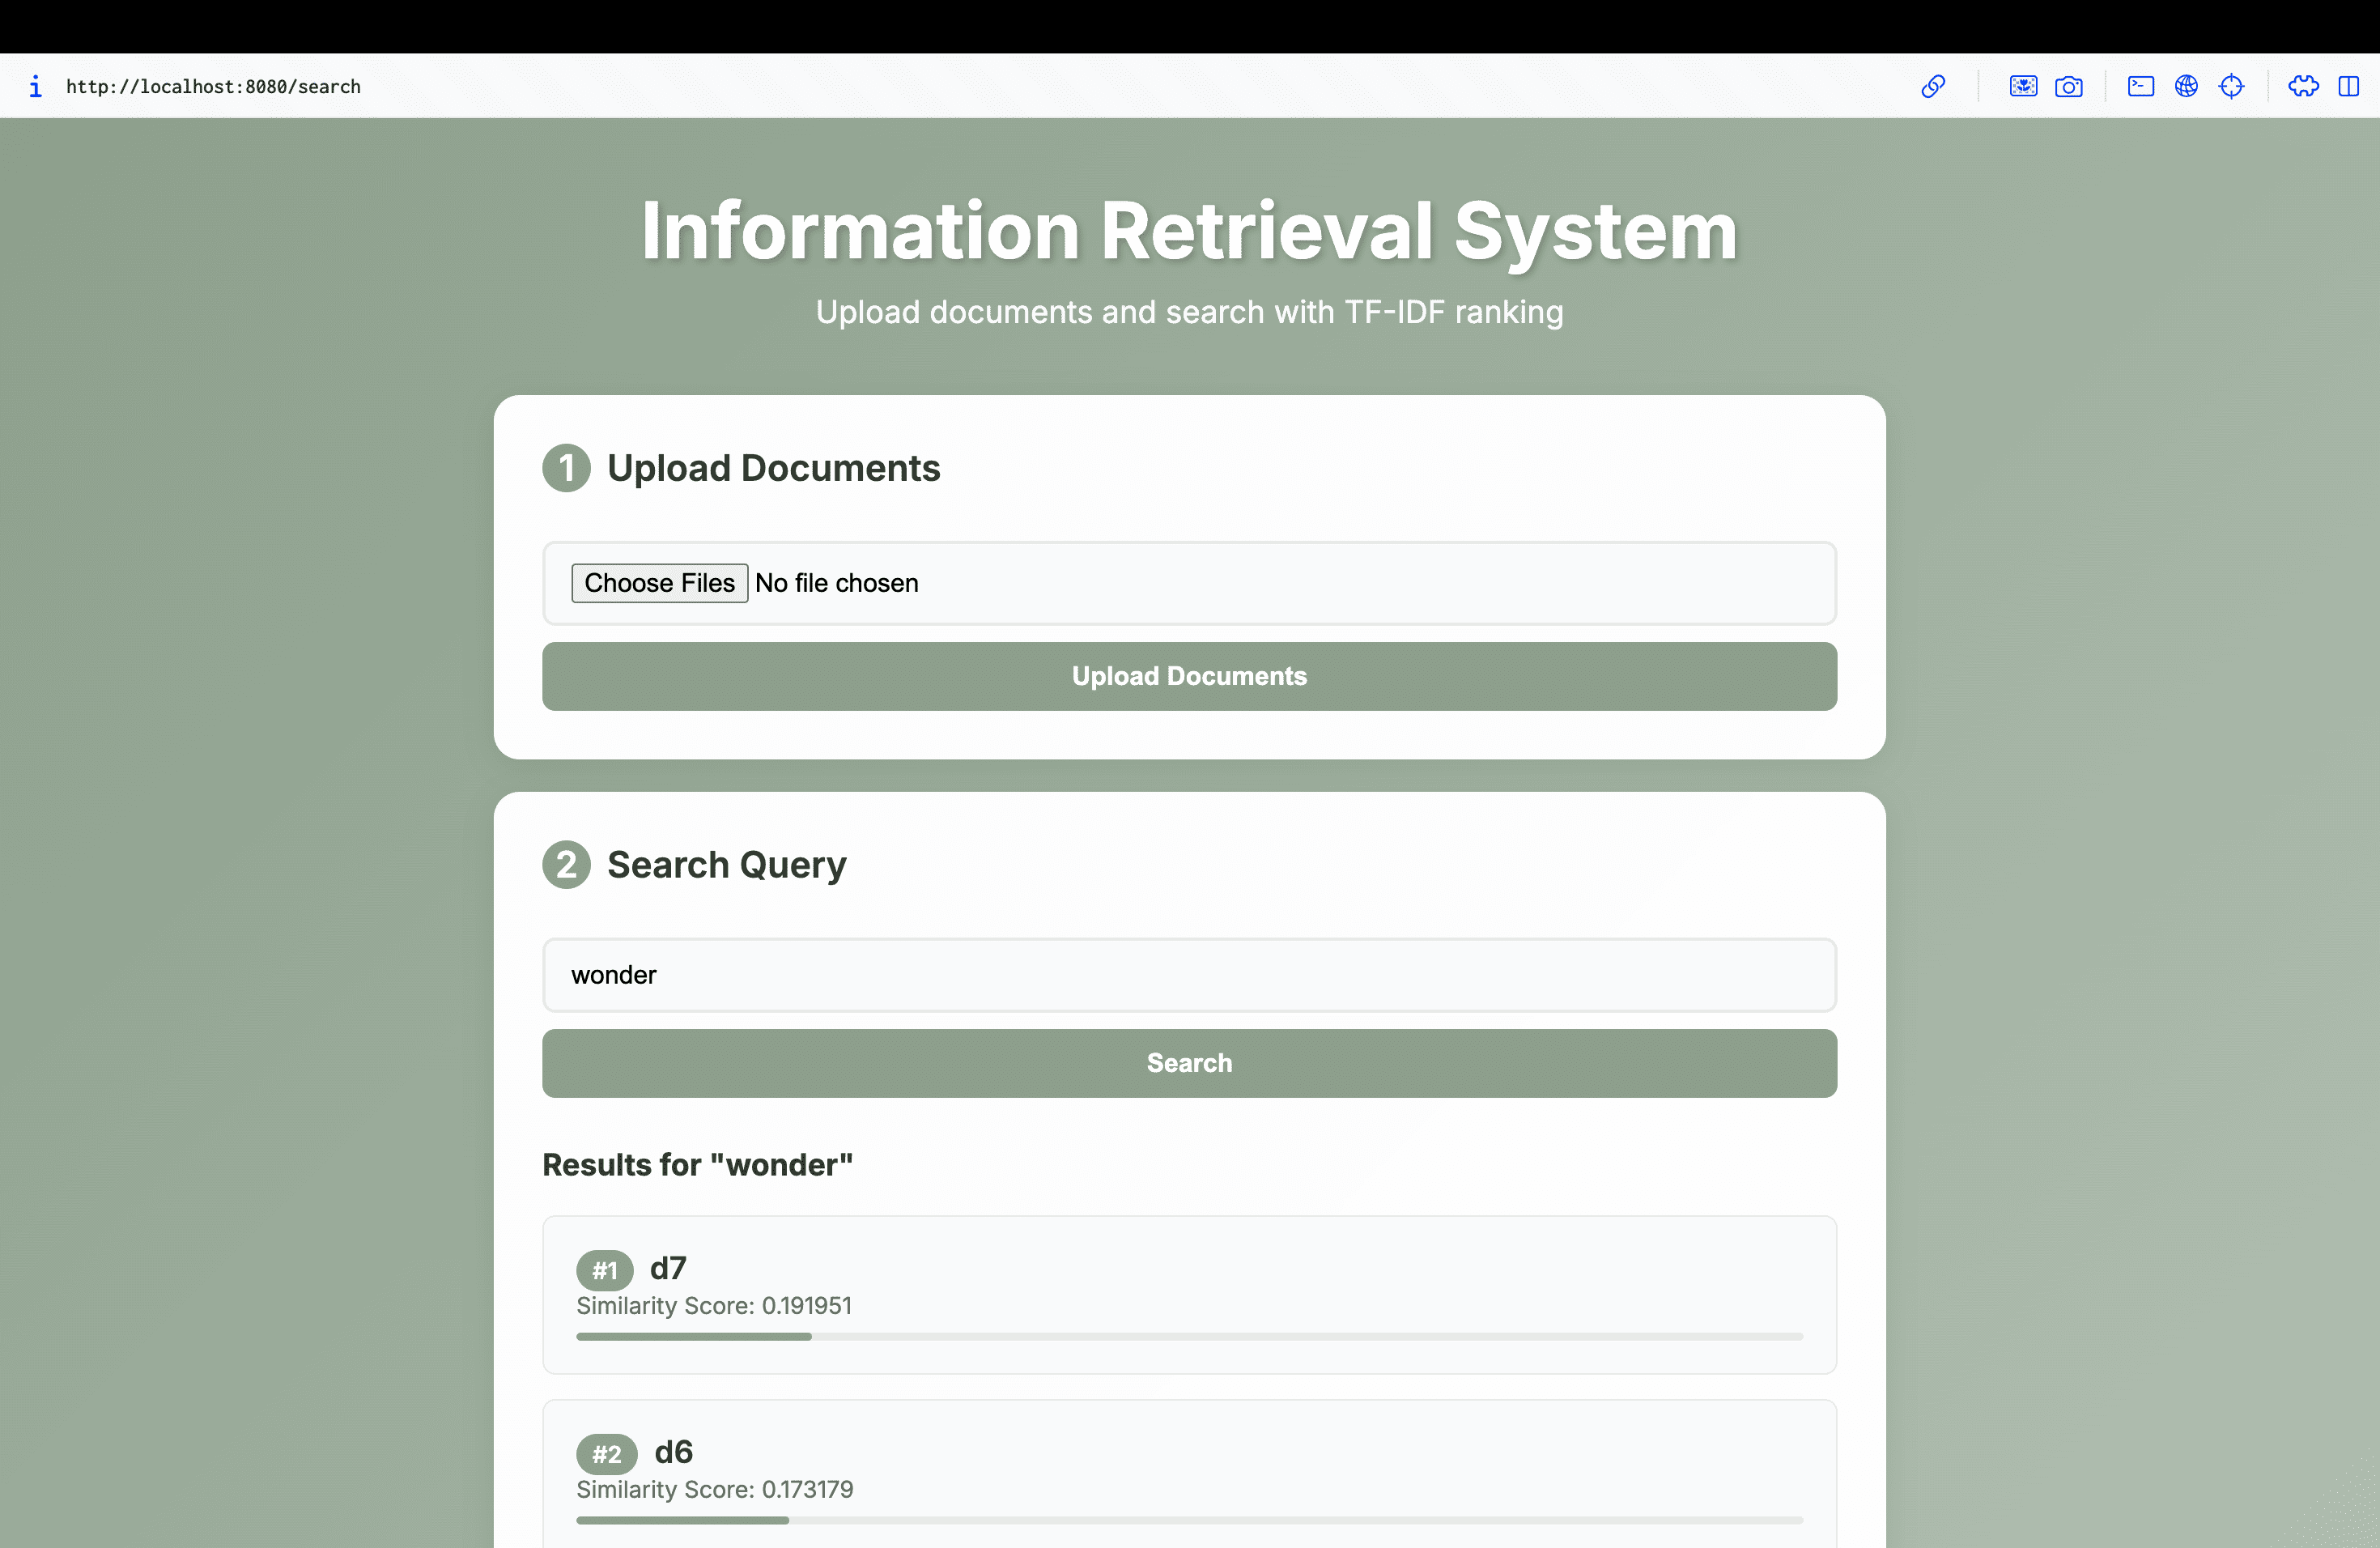 http://localhost:8080/search
Information Retrieval System
Upload documents and search with TF-IDF ranking
1 Upload Documents
Choose Files No file chosen
Upload Documents
2 Search Query
wonder
Search
Results for "wonder"
#1 d7
Similarity Score: 0.191951
#2 d6
Similarity Score: 0.173179